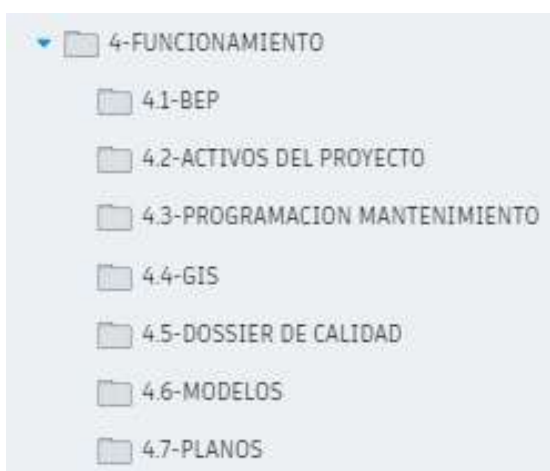 4-FUNCIONAMIENTO
4.1-BEP
4.2-ACTIVOS DEL PROYECTO
4.3-PROGRAMACION MANTENIMIENTO
4.4-GIS
4.5-DOSSIER DE CALIDAD
4.6-MODELOS
4.7-PLANOS